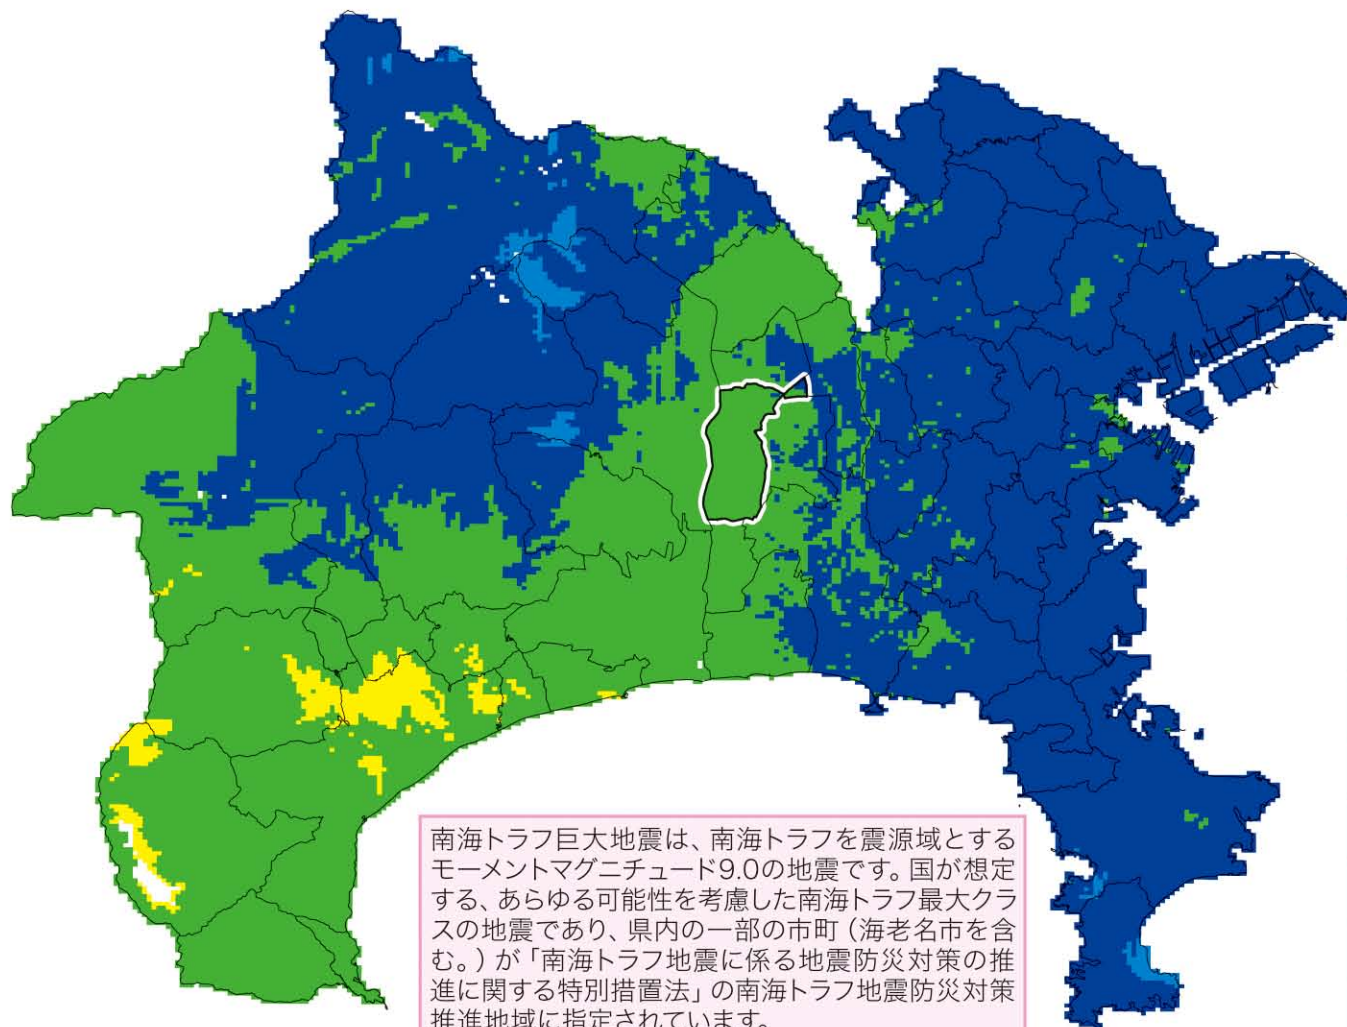 南海トラフ巨大地震は、南海トラフを震源域とする
モーメントマグニチュード9.0の地震です。国が想定
する、あらゆる可能性を考慮した南海トラフ最大クラ
スの地震であり、県内の一部の市町（海老名市を含
む。）が「南海トラフ地震に係る地震防災対策の推
進に関する特別措置法」の南海トラフ地震防災対策
推進地域に指定されています。